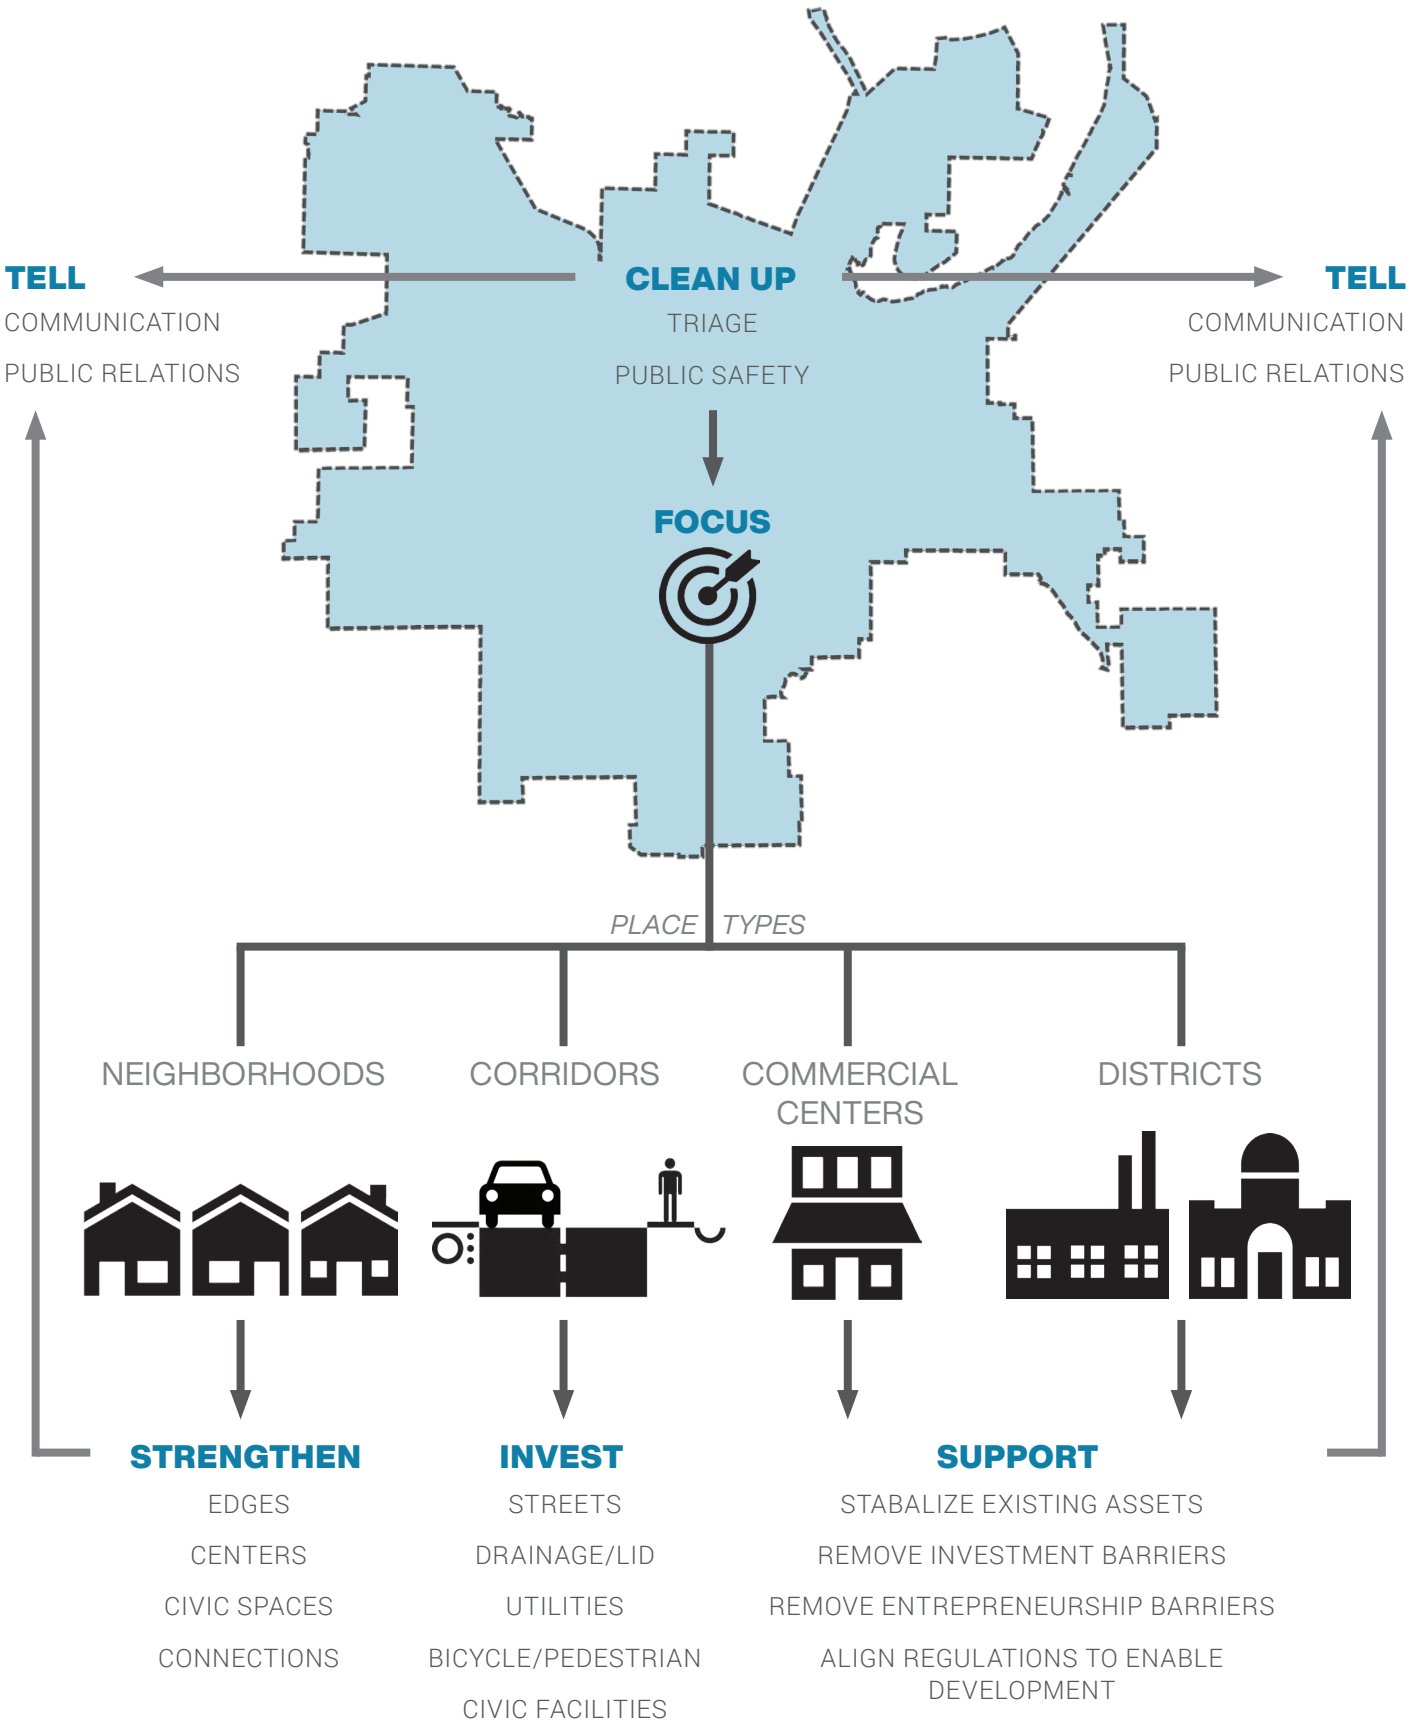 TELL
COMMUNICATION
PUBLIC RELATIONS
CLEAN UP
TRIAGE
PUBLIC SAFETY
TELL
COMMUNICATION
PUBLIC RELATIONS
FOCUS
PLACE TYPES
NEIGHBORHOODS
CORRIDORS
COMMERCIAL
CENTERS
DISTRICTS
STRENGTHEN
EDGES
CENTERS
CIVIC SPACES
CONNECTIONS
INVEST
STREETS
DRAINAGE/LID
UTILITIES
BICYCLE/PEDESTRIAN
CIVIC FACILITIES
SUPPORT
STABALIZE EXISTING ASSETS
REMOVE INVESTMENT BARRIERS
REMOVE ENTREPRENEURSHIP BARRIERS
ALIGN REGULATIONS TO ENABLE
DEVELOPMENT